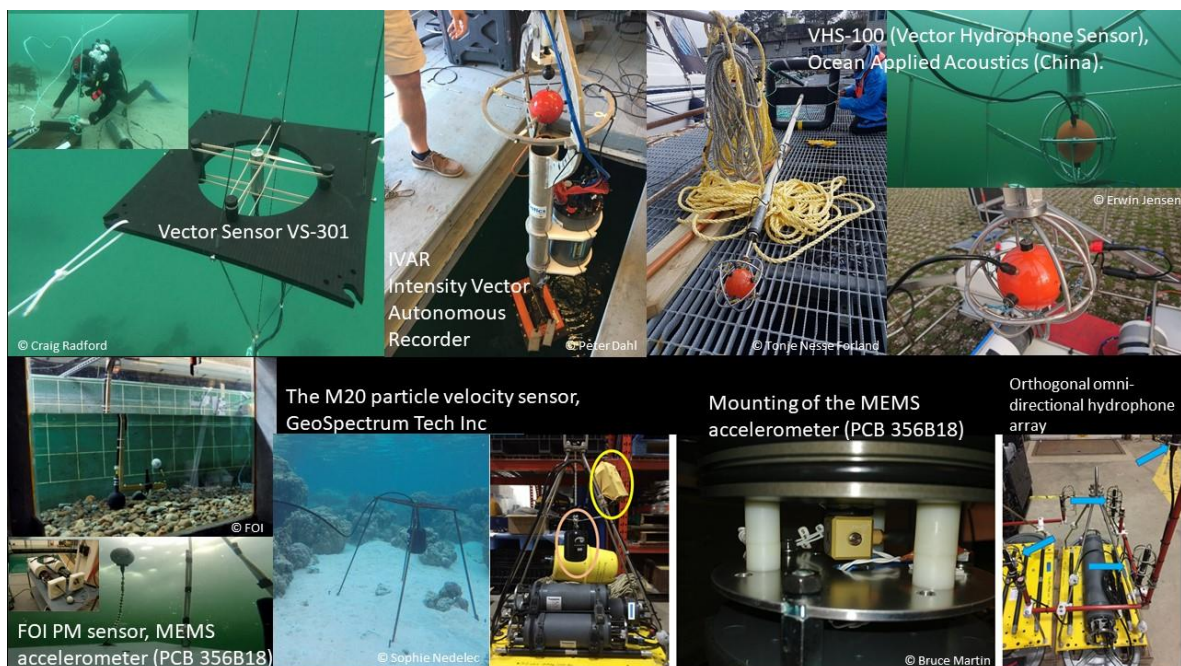 VHS-100 (Vector Hydrophone Sensor),
Ocean Applied Acoustics (China).
Vector Sensor VS-301
IVAR
Intensity Vector
Autonomous
Recorder
© Craig Radford
© Peter Dahl
© Tonje Nesse Forland
© Erwin Jensen
The M20 particle velocity sensor,
GeoSpectrum Tech Inc
Mounting of the MEMS
accelerometer (PCB 356B18)
Orthogonal omni-
directional hydrophone
array
© FOI
FOI PM sensor, MEMS
accelerometer (PCB 356B18)
© Sophie Nedelec
© Bruce Martin